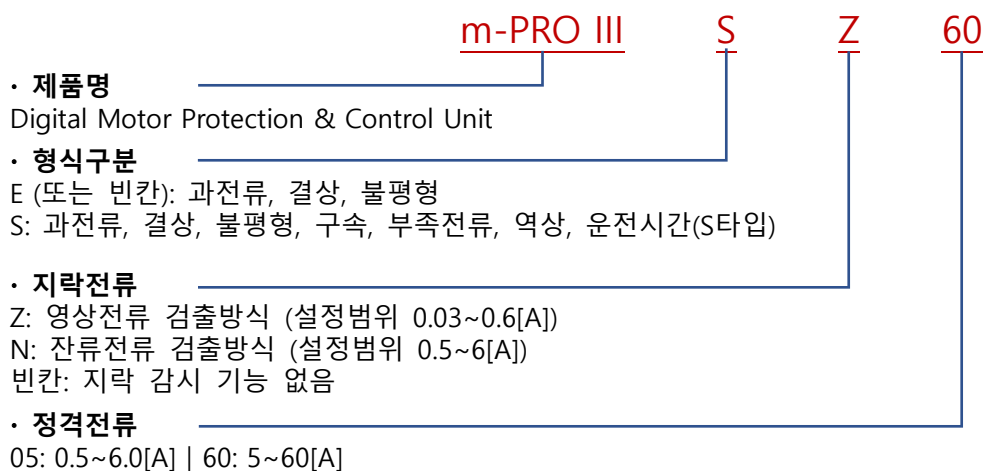 m-PRO III S Z 60
· 제품명
Digital Motor Protection & Control Unit
· 형식구분
E (또는 빈칸): 과전류, 결상, 불평형
S: 과전류, 결상, 불평형, 구속, 부족전류, 역상, 운전시간(S타입)
· 지락전류
Z: 영상전류 검출방식 (설정범위 0.03~0.6[A])
N: 잔류전류 검출방식 (설정범위 0.5~6[A])
빈칸: 지락 감시 기능 없음
· 정격전류
05: 0.5~6.0[A] | 60: 5~60[A]